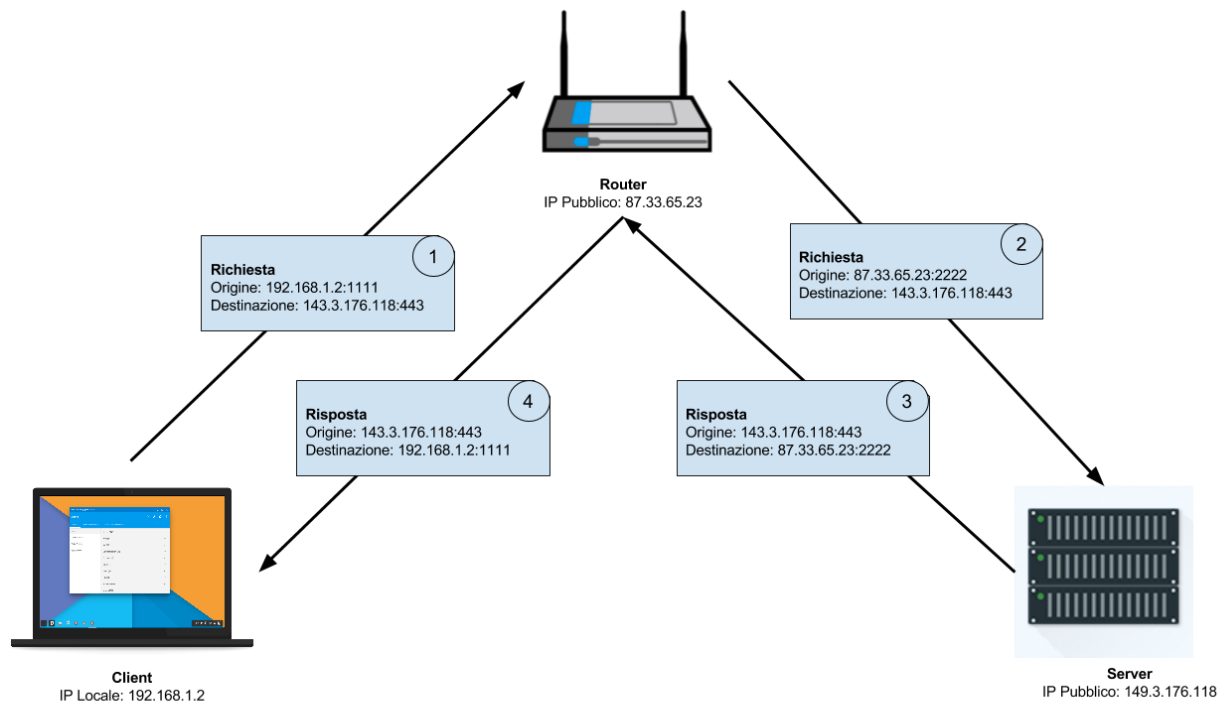 Router
IP Pubblico: 87.33.65.23
1
Richiesta
Origine: 192.168.1.2:1111
Destinazione: 143.3.176.118:443
2
Richiesta
Origine: 87.33.65.23:2222
Destinazione: 143.3.176.118:443
4
Risposta
Origine: 143.3.176.118:443
Destinazione: 192.168.1.2:1111
3
Risposta
Origine: 143.3.176.118:443
Destinazione: 87.33.65.23:2222
Client
IP Locale: 192.168.1.2
Server
IP Pubblico: 149.3.176.118